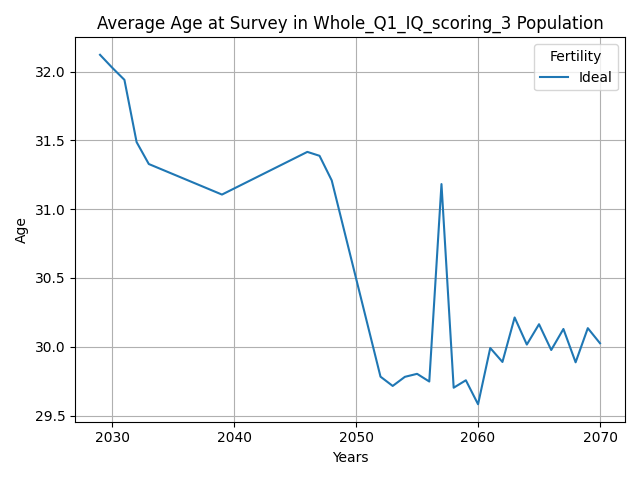 Average Age at Survey in Whole_Q1_IQ_scoring_3 Population
Fertility
Ideal
Age
32.0
31.5
31.0
30.5
30.0
29.5
2030 2040 2050 2060 2070
Years